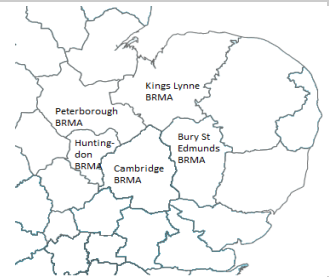 Kings Lynne
BRMA
Peterborough
BRMA
Bury St
Edmunds
BRMA
Hunting-
don
BRMA
Cambridge
BRMA